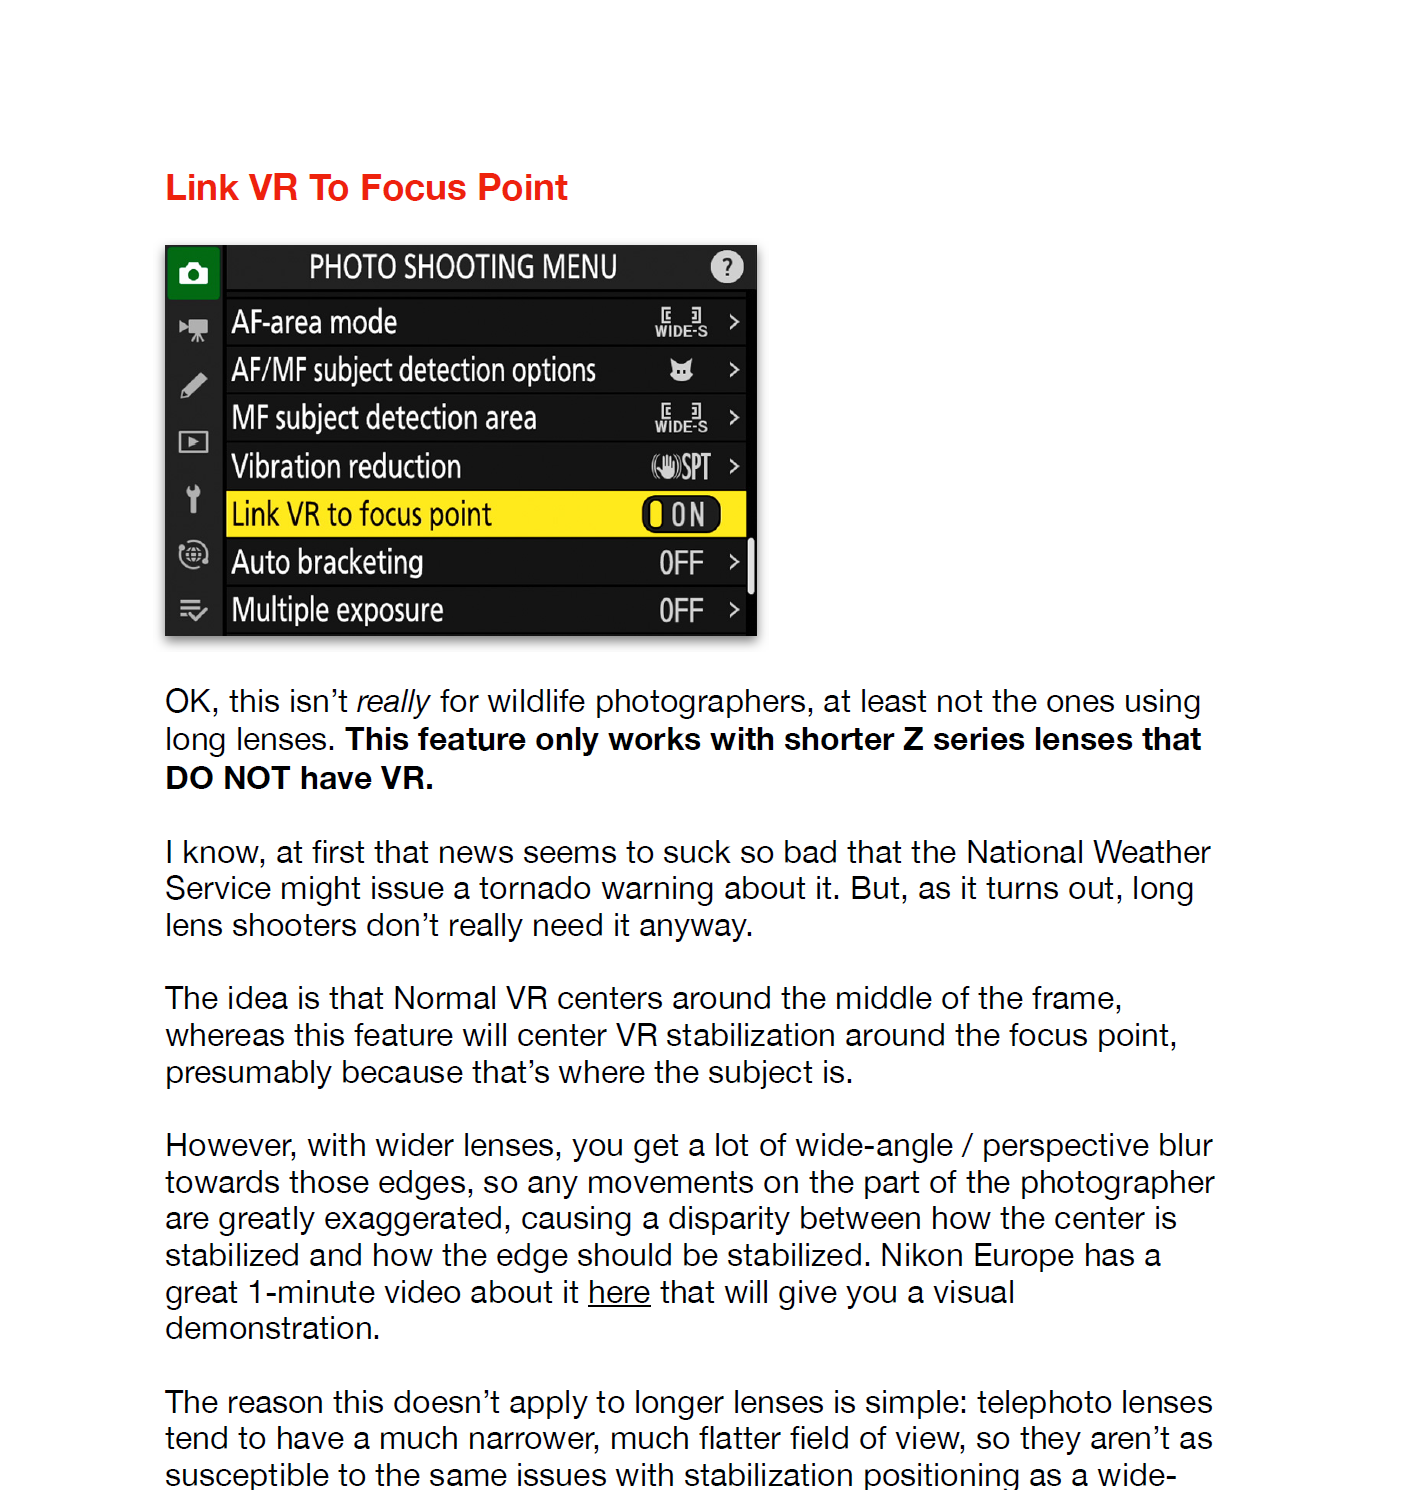 Link VR To Focus Point
PHOTO SHOOTING MENU ?
AF-area mode WIDE-S >
AF/MF subject detection options >
MF subject detection area WIDE-S >
Vibration reduction SPT >
Link VR to focus point ON
Auto bracketing OFF >
Multiple exposure OFF >
OK, this isn’t really for wildlife photographers, at least not the ones using
long lenses. This feature only works with shorter Z series lenses that
DO NOT have VR.
I know, at first that news seems to suck so bad that the National Weather
Service might issue a tornado warning about it. But, as it turns out, long
lens shooters don’t really need it anyway.
The idea is that Normal VR centers around the middle of the frame,
whereas this feature will center VR stabilization around the focus point,
presumably because that’s where the subject is.
However, with wider lenses, you get a lot of wide-angle / perspective blur
towards those edges, so any movements on the part of the photographer
are greatly exaggerated, causing a disparity between how the center is
stabilized and how the edge should be stabilized. Nikon Europe has a
great 1-minute video about it here that will give you a visual
demonstration.
The reason this doesn’t apply to longer lenses is simple: telephoto lenses
tend to have a much narrower, much flatter field of view, so they aren’t as
susceptible to the same issues with stabilization positioning as a wide-